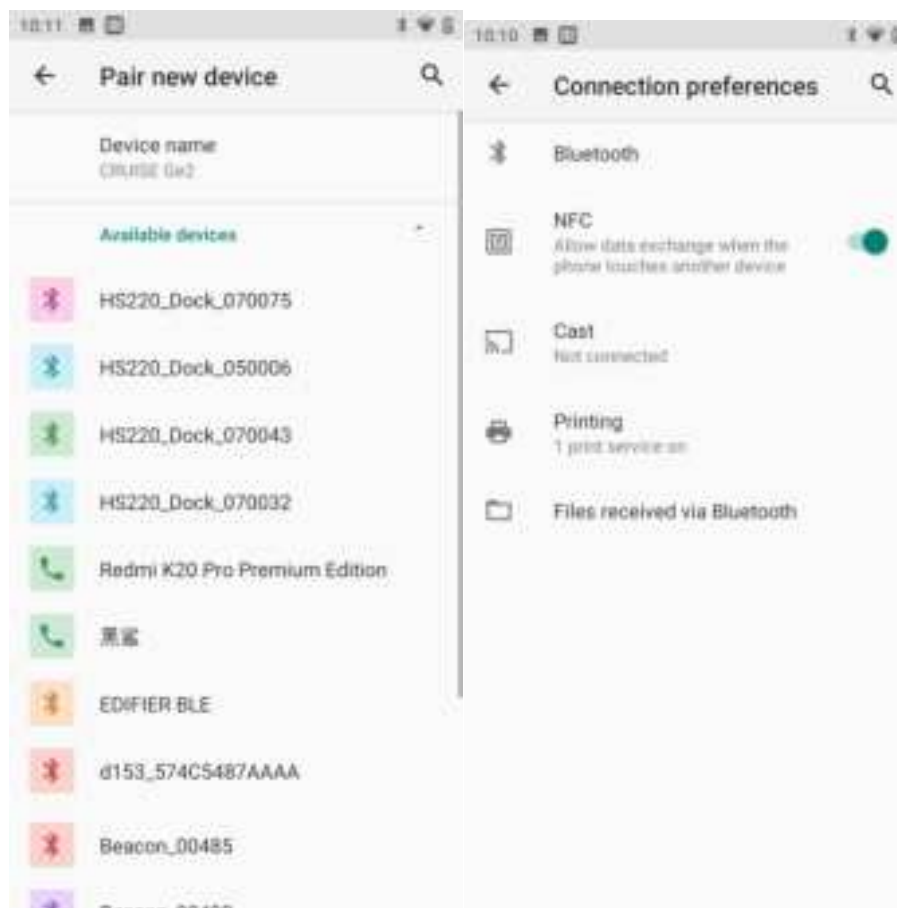 10:11
Pair new device
Device name
CRUISE Ge2
Available devices
HS220_Dock_070075
HS220_Dock_050006
HS220_Dock_070043
HS220_Dock_070032
Redmi K20 Pro Premium Edition
黑鲨
EDIFIER BLE
d153_574C5487AAAA
Beacon_00485
10:10
Connection preferences
Bluetooth
NFC
Allow data exchange when the
phone touches another device
Cast
Not connected
Printing
1 print service on
Files received via Bluetooth